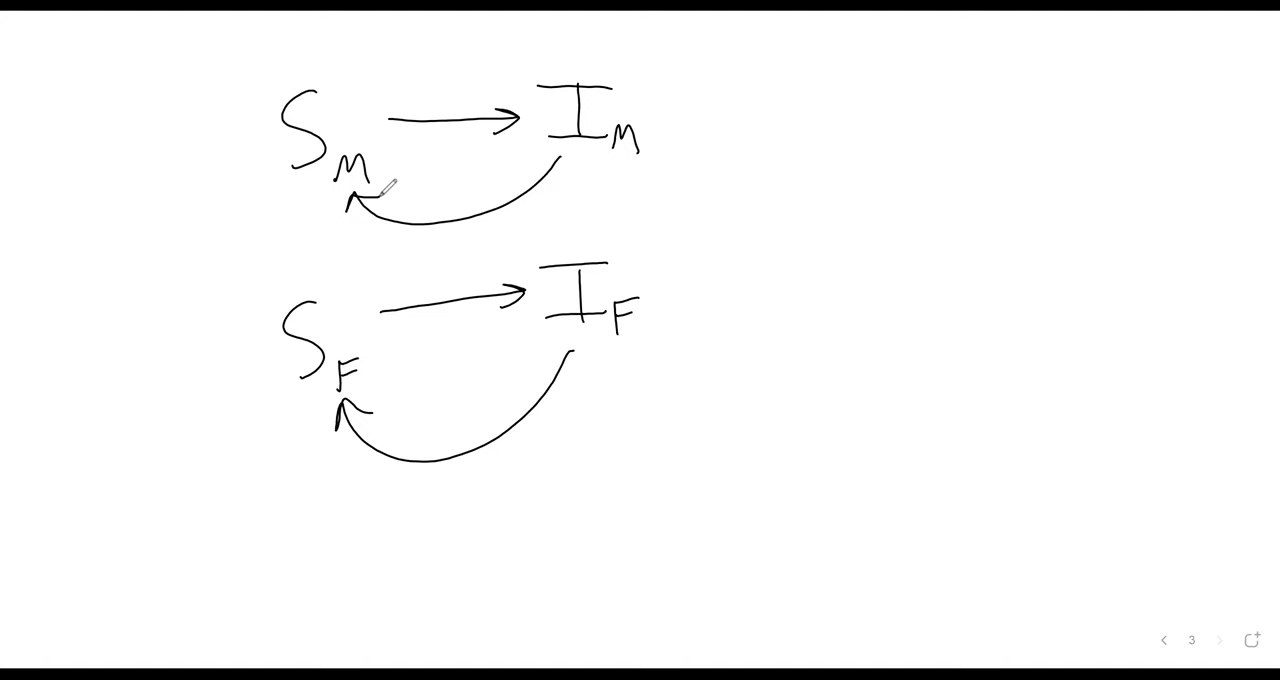 S_M → I_M
S_F → I_F
3